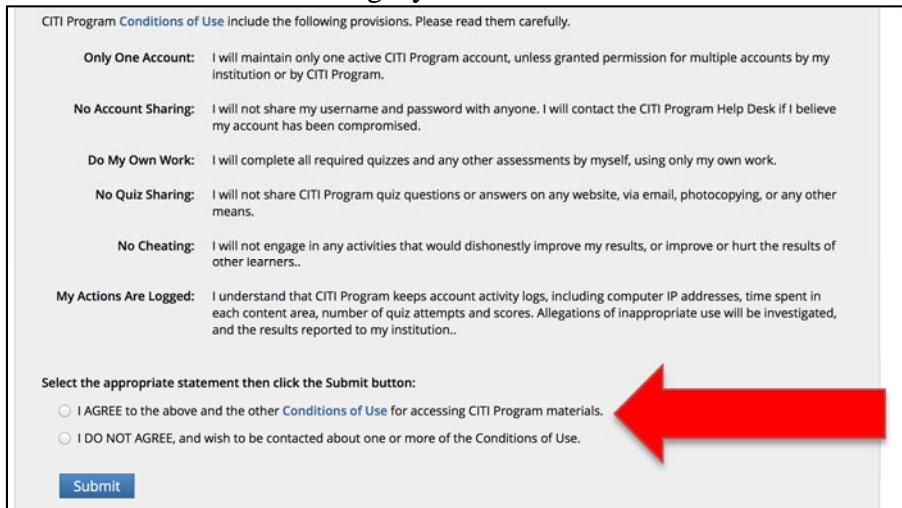 CITI Program Conditions of Use include the following provisions. Please read them carefully.
Only One Account: I will maintain only one active CITI Program account, unless granted permission for multiple accounts by my
institution or by CITI Program.
No Account Sharing: I will not share my username and password with anyone. I will contact the CITI Program Help Desk if I believe
my account has been compromised.
Do My Own Work: I will complete all required quizzes and any other assessments by myself, using only my own work.
No Quiz Sharing: I will not share CITI Program quiz questions or answers on any website, via email, photocopying, or any other
means.
No Cheating: I will not engage in any activities that would dishonestly improve my results, or improve or hurt the results of
other learners..
My Actions Are Logged: I understand that CITI Program keeps account activity logs, including computer IP addresses, time spent in
each content area, number of quiz attempts and scores. Allegations of inappropriate use will be investigated,
and the results reported to my institution..
Select the appropriate statement then click the Submit button:
I AGREE to the above and the other Conditions of Use for accessing CITI Program materials.
I DO NOT AGREE, and wish to be contacted about one or more of the Conditions of Use.
Submit